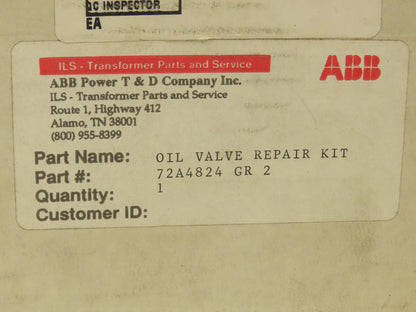 QC INSPECTOR
EA
ILS - Transformer Parts and Service
ABB
ABB Power T & D Company Inc.
ILS - Transformer Parts and Service
Route 1, Highway 412
Alamo, TN 38001
(800) 955-8399
Part Name: OIL VALVE REPAIR KIT
Part #: 72A4824 GR 2
Quantity: 1
Customer ID: